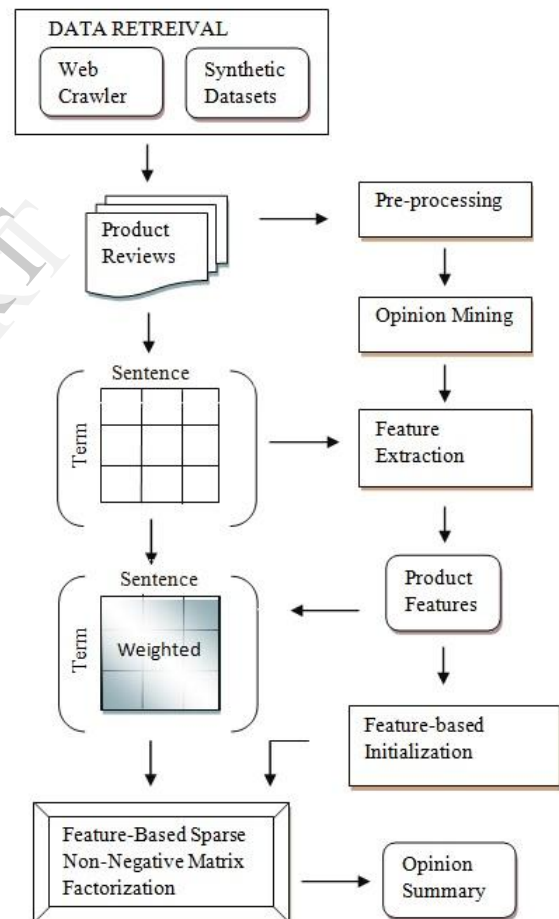 DATA RETREIVAL
Web
Crawler
Synthetic
Datasets
Product
Reviews
Pre-processing
Opinion Mining
Sentence
Term
Feature
Extraction
Sentence
Term
Weighted
Product
Features
Feature-based
Initialization
Feature-Based Sparse
Non-Negative Matrix
Factorization
Opinion
Summary